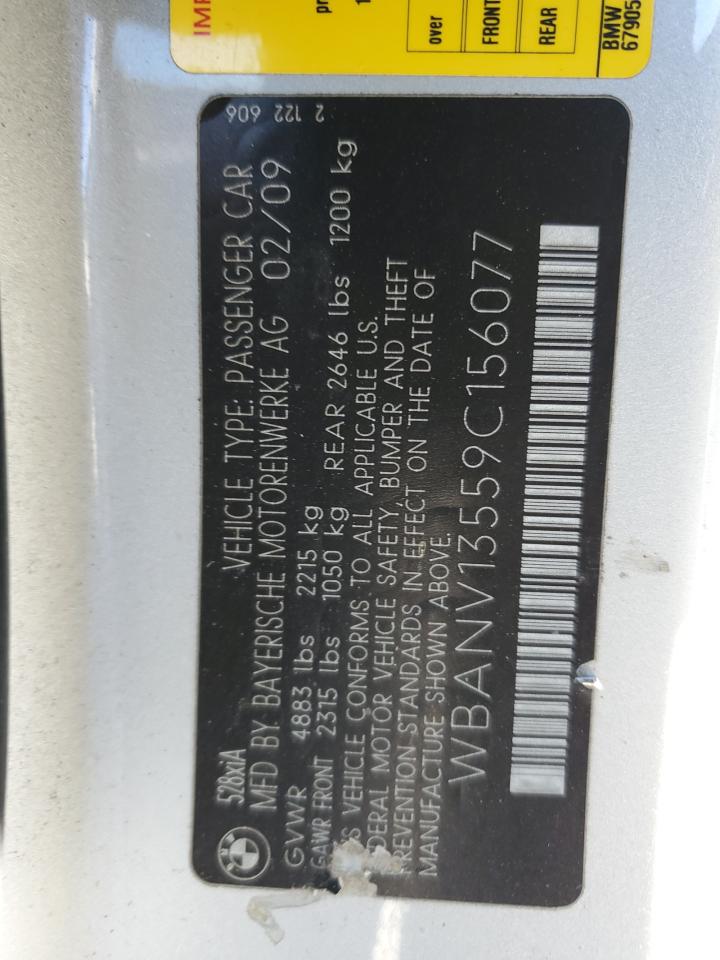 IMP
over
FRONT
REAR
BMW
67905
2 122 606
528xiA
VEHICLE TYPE: PASSENGER CAR
MFD BY BAYERISCHE MOTORENWERKE AG 02/09
GVWR 4883 lbs 2215 kg
GAWR FRONT 2315 lbs 1050 kg REAR 2646 lbs 1200 kg
S VEHICLE CONFORMS TO ALL APPLICABLE U.S.
DERAL MOTOR VEHICLE SAFETY, BUMPER AND THEFT
PREVENTION STANDARDS IN EFFECT ON THE DATE OF
MANUFACTURE SHOWN ABOVE.
WBANV13559C156077